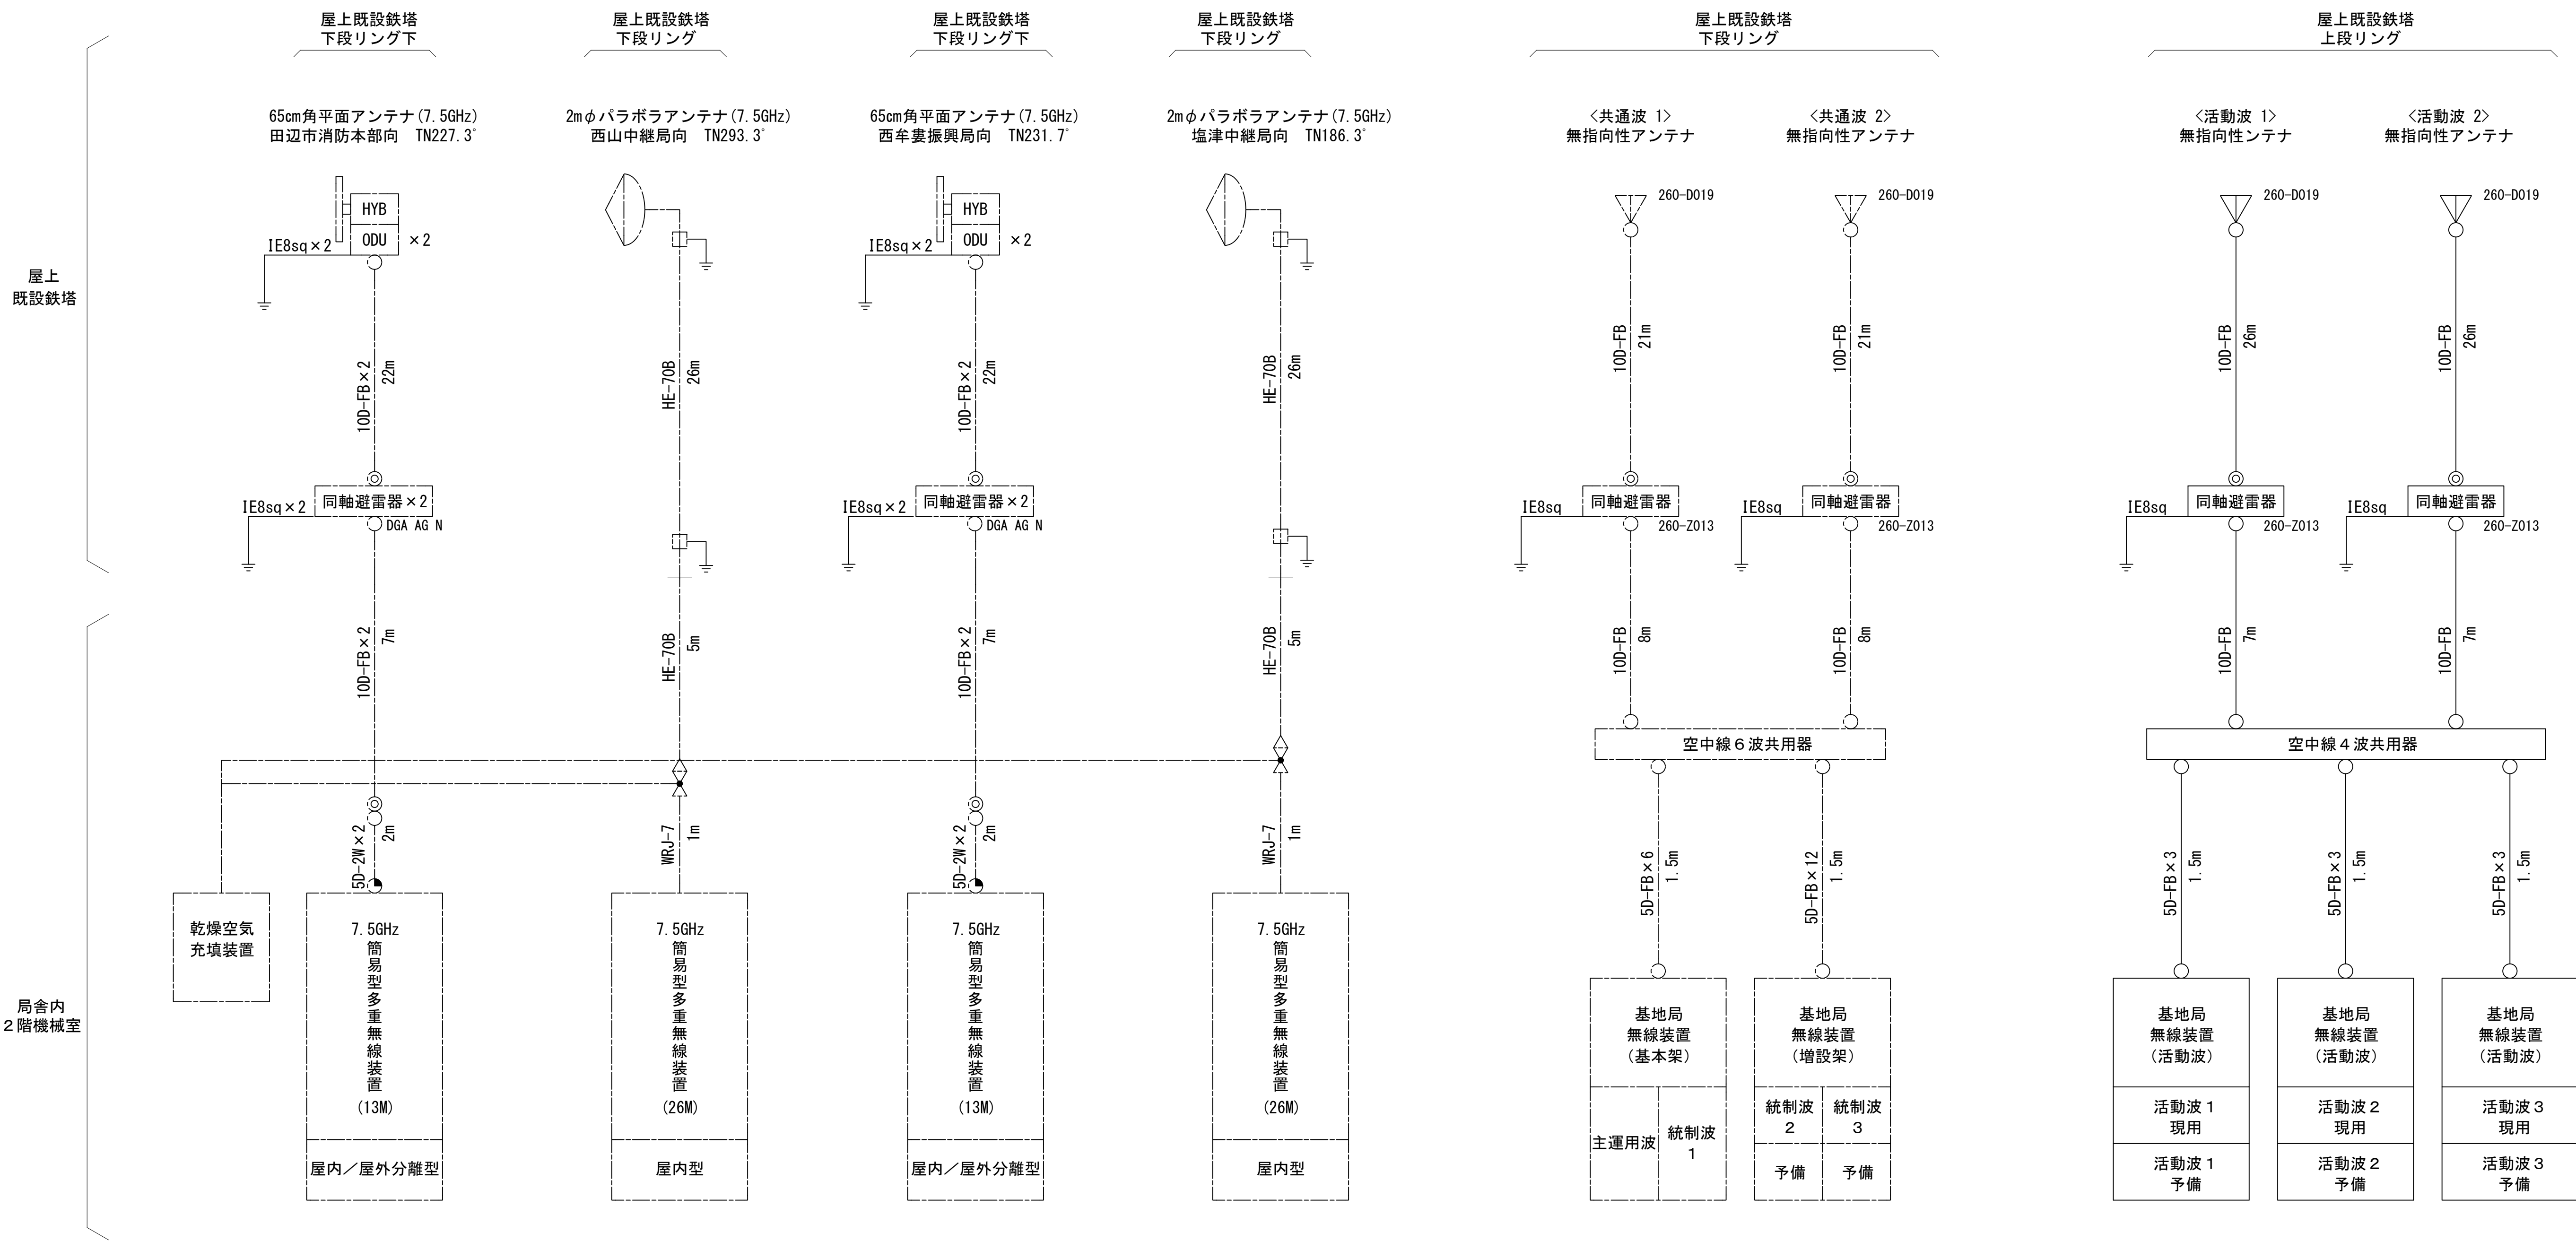 屋上既設鉄塔
下段リング下
屋上既設鉄塔
下段リング
屋上既設鉄塔
下段リング下
屋上既設鉄塔
下段リング
屋上既設鉄塔
下段リング
屋上既設鉄塔
上段リング
65cm角平面アンテナ(7.5GHz)
田辺市消防本部向 TN227.3°
2mφパラボラアンテナ(7.5GHz)
西山中継局向 TN293.3°
65cm角平面アンテナ(7.5GHz)
西牟婁振興局向 TN231.7°
2mφパラボラアンテナ(7.5GHz)
塩津中継局向 TN186.3°
<共通波 1>
無指向性アンテナ
<共通波 2>
無指向性アンテナ
<活動波 1>
無指向性ンテナ
<活動波 2>
無指向性アンテナ
屋上
既設鉄塔
HYB
ODU
×2
IE8sq×2
HYB
ODU
×2
IE8sq×2
260-D019
260-D019
260-D019
260-D019
10D-FB×2
22m
HE-70B
26m
10D-FB×2
22m
HE-70B
26m
10D-FB
21m
10D-FB
21m
10D-FB
26m
10D-FB
26m
IE8sq×2
同軸避雷器×2
DGA AG N
IE8sq×2
同軸避雷器×2
DGA AG N
IE8sq
同軸避雷器
260-Z013
IE8sq
同軸避雷器
260-Z013
IE8sq
同軸避雷器
260-Z013
IE8sq
同軸避雷器
260-Z013
10D-FB×2
7m
HE-70B
5m
10D-FB×2
7m
HE-70B
5m
10D-FB
8m
10D-FB
8m
10D-FB
7m
10D-FB
7m
空中線6波共用器
空中線4波共用器
5D-2W×2
2m
WRJ-7
1m
5D-2W×2
2m
WRJ-7
1m
5D-FB×6
1.5m
5D-FB×12
1.5m
5D-FB×3
1.5m
5D-FB×3
1.5m
5D-FB×3
1.5m
局舎内
2階機械室
乾燥空気
充填装置
7.5GHz
簡易型多重無線装置
(13M)
屋内/屋外分離型
7.5GHz
簡易型多重無線装置
(26M)
屋内型
7.5GHz
簡易型多重無線装置
(13M)
屋内/屋外分離型
7.5GHz
簡易型多重無線装置
(26M)
屋内型
基地局
無線装置
(基本架)
主運用波
統制波
1
基地局
無線装置
(増設架)
統制波
2
統制波
3
予備
予備
基地局
無線装置
(活動波)
活動波1
現用
活動波1
予備
基地局
無線装置
(活動波)
活動波2
現用
活動波2
予備
基地局
無線装置
(活動波)
活動波3
現用
活動波3
予備